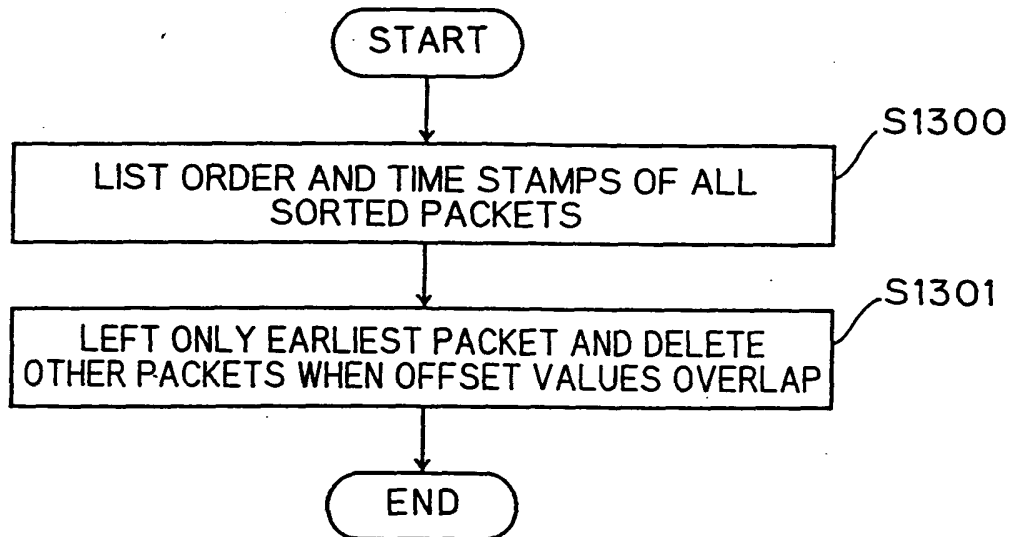 START
S1300
LIST ORDER AND TIME STAMPS OF ALL
SORTED PACKETS
S1301
LEFT ONLY EARLIEST PACKET AND DELETE
OTHER PACKETS WHEN OFFSET VALUES OVERLAP
END